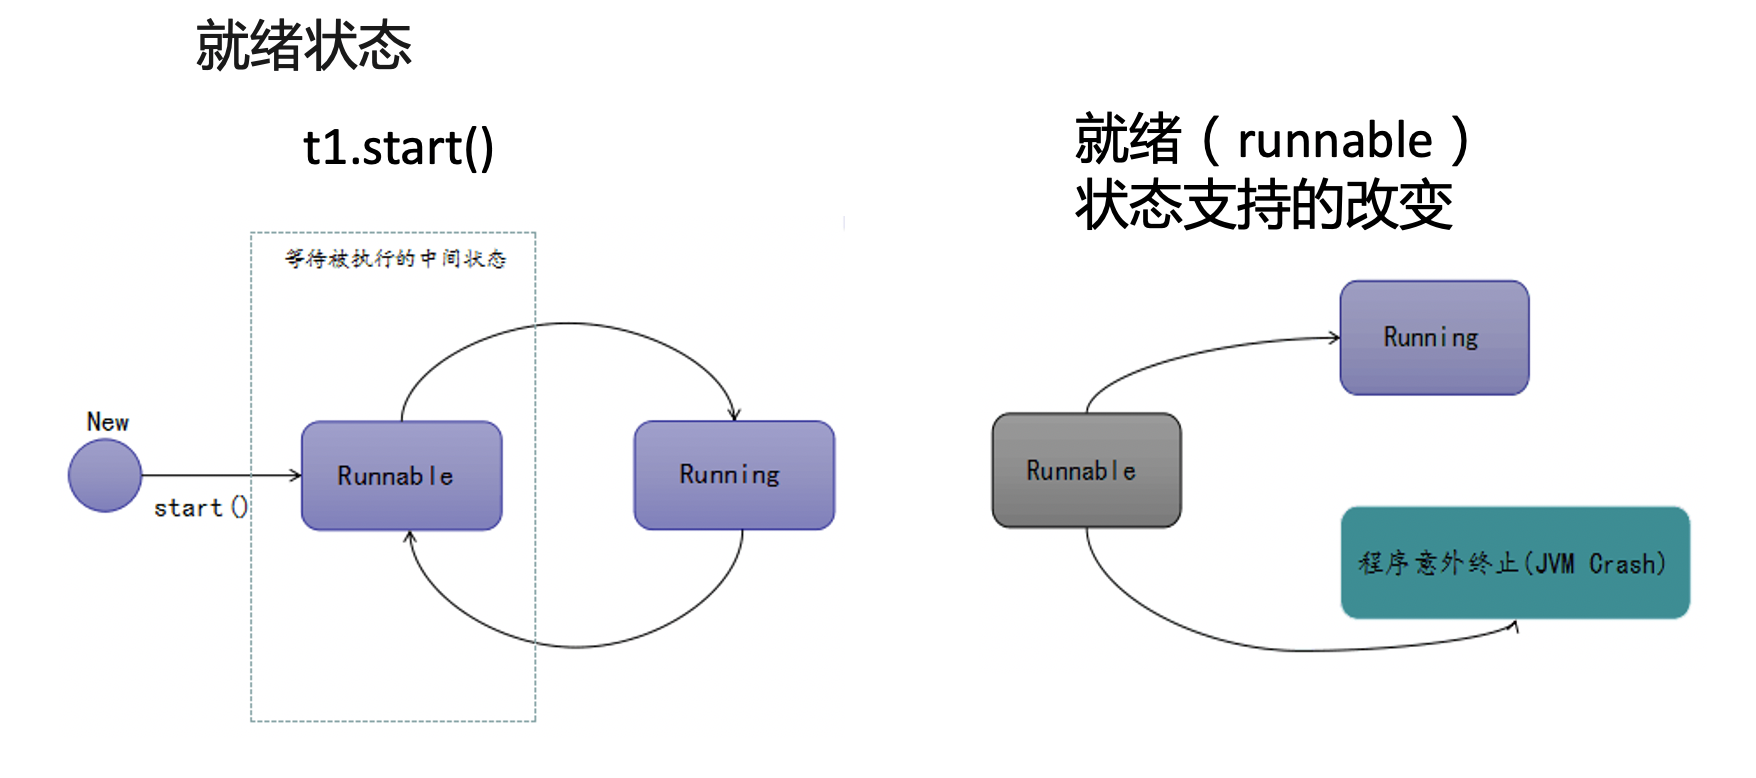 就绪状态
t1.start()
等待被执行的中间状态
New
start()
Runnable
Running
就绪（runnable）
状态支持的改变
Running
Runnable
程序意外终止(JVM Crash)